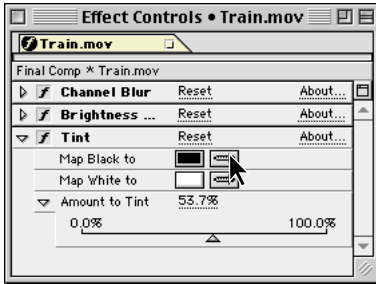 Effect Controls • Train.mov
Train.mov
Final Comp * Train.mov
Channel Blur Reset About...
Brightness ... Reset About...
Tint Reset About...
Map Black to
Map White to
Amount to Tint 53.7%
0.0% 100.0%